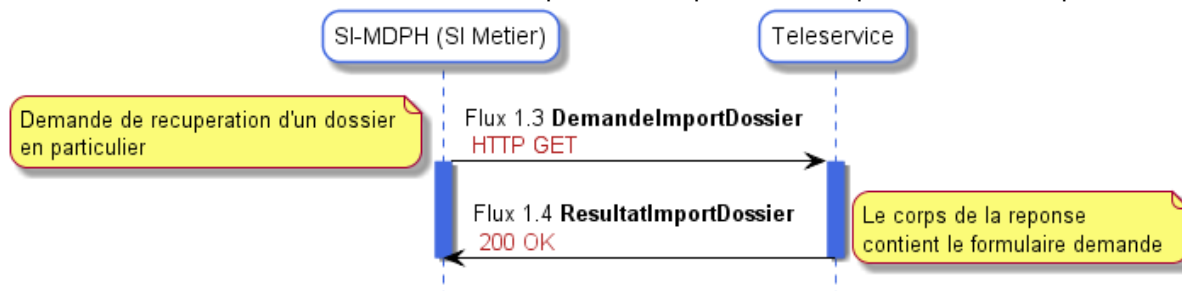 SI-MDPH (SI Metier)
Teleservice
Demande de recuperation d'un dossier
en particulier
Flux 1.3 DemandeImportDossier
HTTP GET
Flux 1.4 ResultatImportDossier
200 OK
Le corps de la reponse
contient le formulaire demande